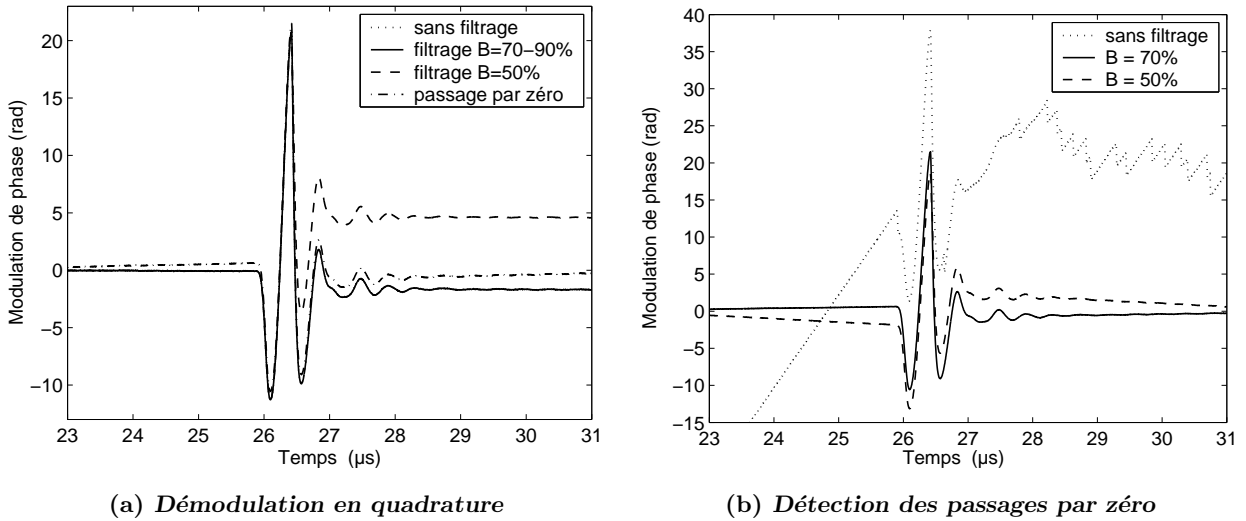 sans filtrage
filtrage B=70−90%
filtrage B=50%
passage par zéro
Modulation de phase (rad)
20
15
10
5
0
−5
−10
23 24 25 26 27 28 29 30 31
Temps (µs)
(a) Démodulation en quadrature
sans filtrage
B = 70%
B = 50%
Modulation de phase (rad)
40
35
30
25
20
15
10
5
0
−5
−10
−15
23 24 25 26 27 28 29 30 31
Temps (µs)
(b) Détection des passages par zéro